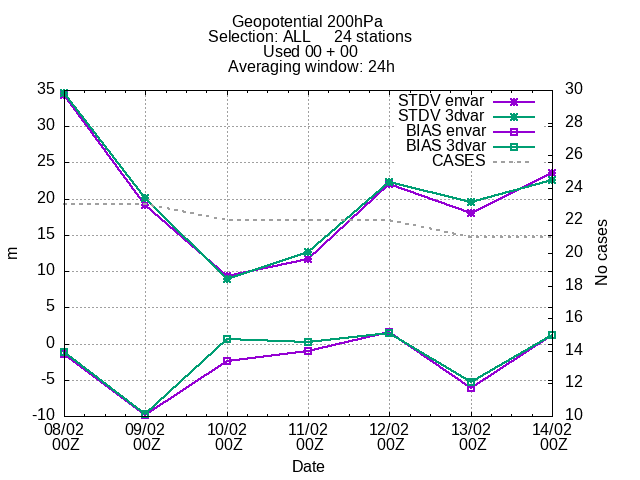 Geopotential 200hPa
Selection: ALL 24 stations
Used 00 + 00
Averaging window: 24h
STDV envar
STDV 3dvar
BIAS envar
BIAS 3dvar
CASES
35
30
25
20
15
10
5
0
-5
-10
m
30
28
26
24
22
20
18
16
14
12
10
No cases
08/02 09/02 10/02 11/02 12/02 13/02 14/02
00Z 00Z 00Z 00Z 00Z 00Z 00Z
Date